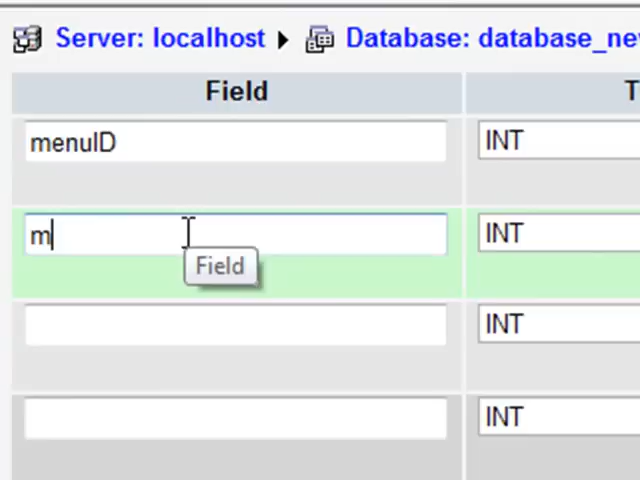 Server: localhost ▸ Database: database_ne
Field
menuID
INT
m
INT
Field
INT
INT